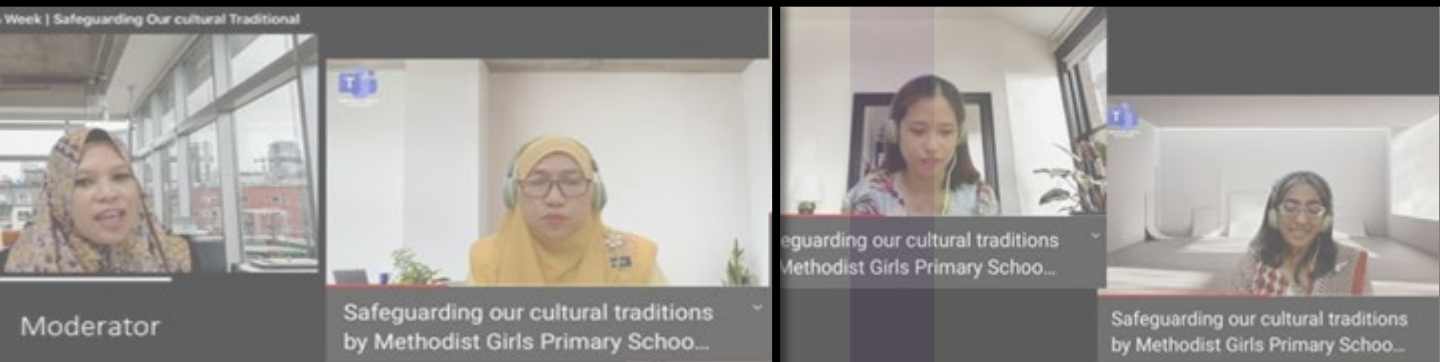 Week | Safeguarding Our cultural Traditional
Moderator
T
Safeguarding our cultural traditions
by Methodist Girls Primary Schoo...
T
eguarding our cultural traditions
Methodist Girls Primary Schoo...
Safeguarding our cultural traditions
by Methodist Girls Primary Schoo...